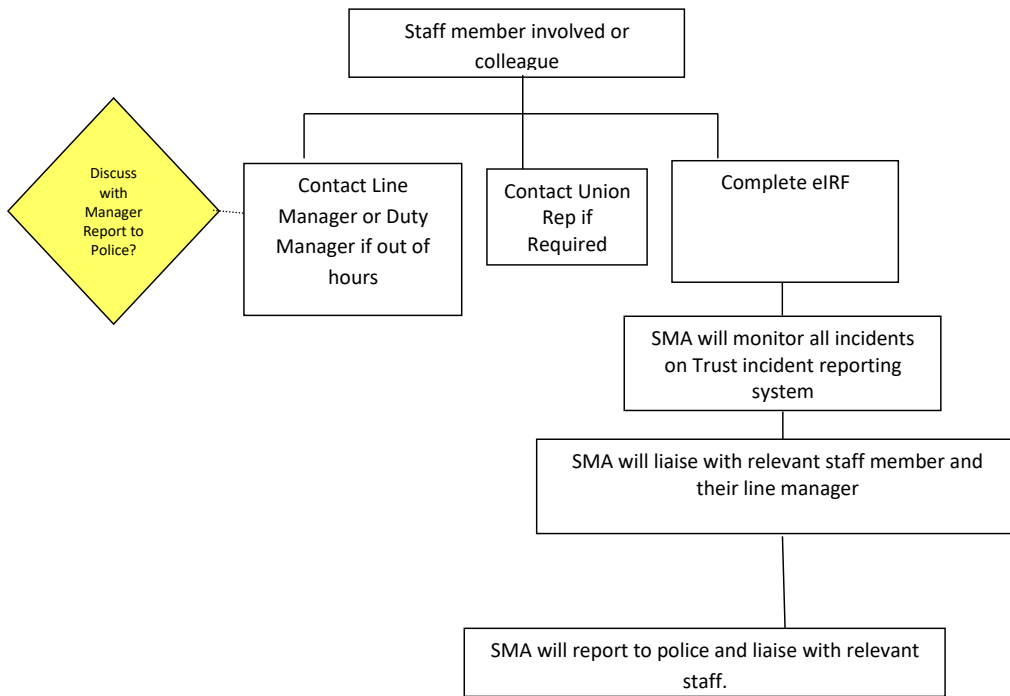 Staff member involved or
colleague
Discuss
with
Manager
Report to
Police?
Contact Line
Manager or Duty
Manager if out of
hours
Contact Union
Rep if
Required
Complete eIRF
SMA will monitor all incidents
on Trust incident reporting
system
SMA will liaise with relevant staff member and
their line manager
SMA will report to police and liaise with relevant
staff.